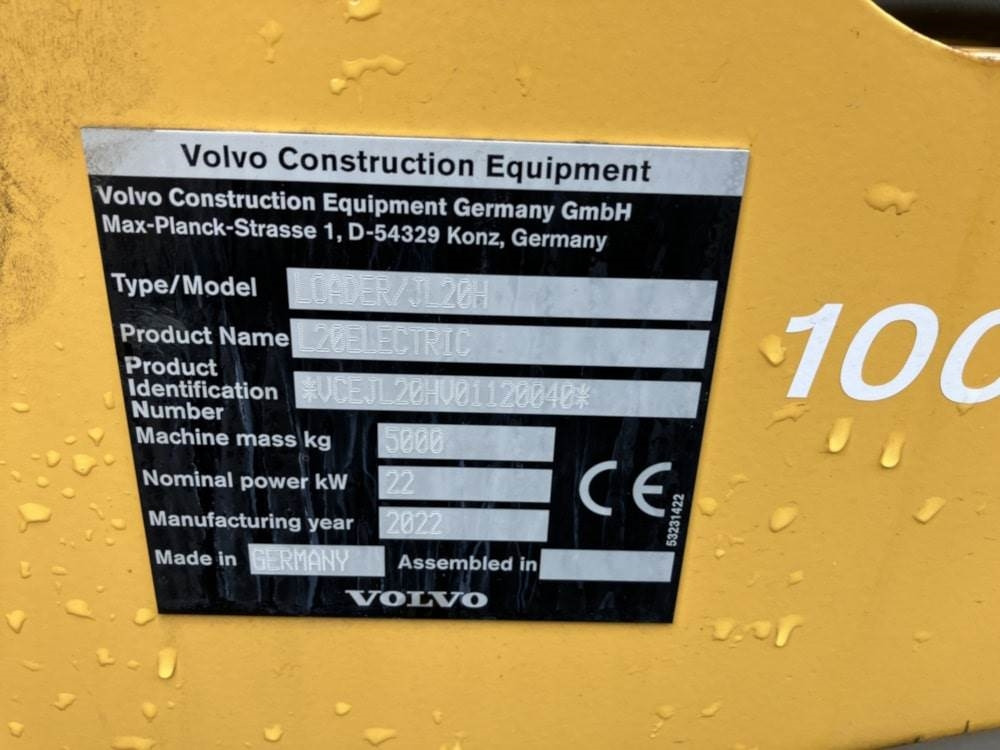 Volvo Construction Equipment
Volvo Construction Equipment Germany GmbH
Max-Planck-Strasse 1, D-54329 Konz, Germany
Type/Model LOADER/JL20H
Product Name L20ELECTRIC
Product
Identification
Number *VCEJL20HV01120040*
Machine mass kg 5000
Nominal power kW 22
Manufacturing year 2022
Made in GERMANY Assembled in
CE
53231422
VOLVO
100